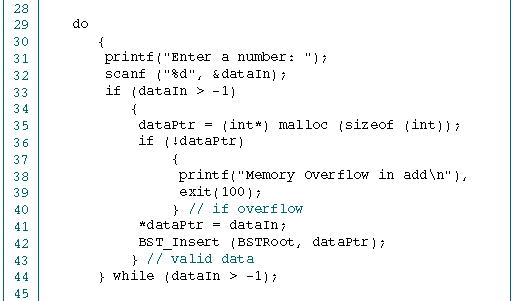 28
29 do
30 {
31 printf("Enter a number: ");
32 scanf ("%d", &dataIn);
33 if (dataIn > -1)
34 {
35 dataPtr = (int*) malloc (sizeof (int));
36 if (!dataPtr)
37 {
38 printf("Memory Overflow in add\n"),
39 exit(100);
40 } // if overflow
41 *dataPtr = dataIn;
42 BST_Insert (BSTRoot, dataPtr);
43 } // valid data
44 } while (dataIn > -1);
45